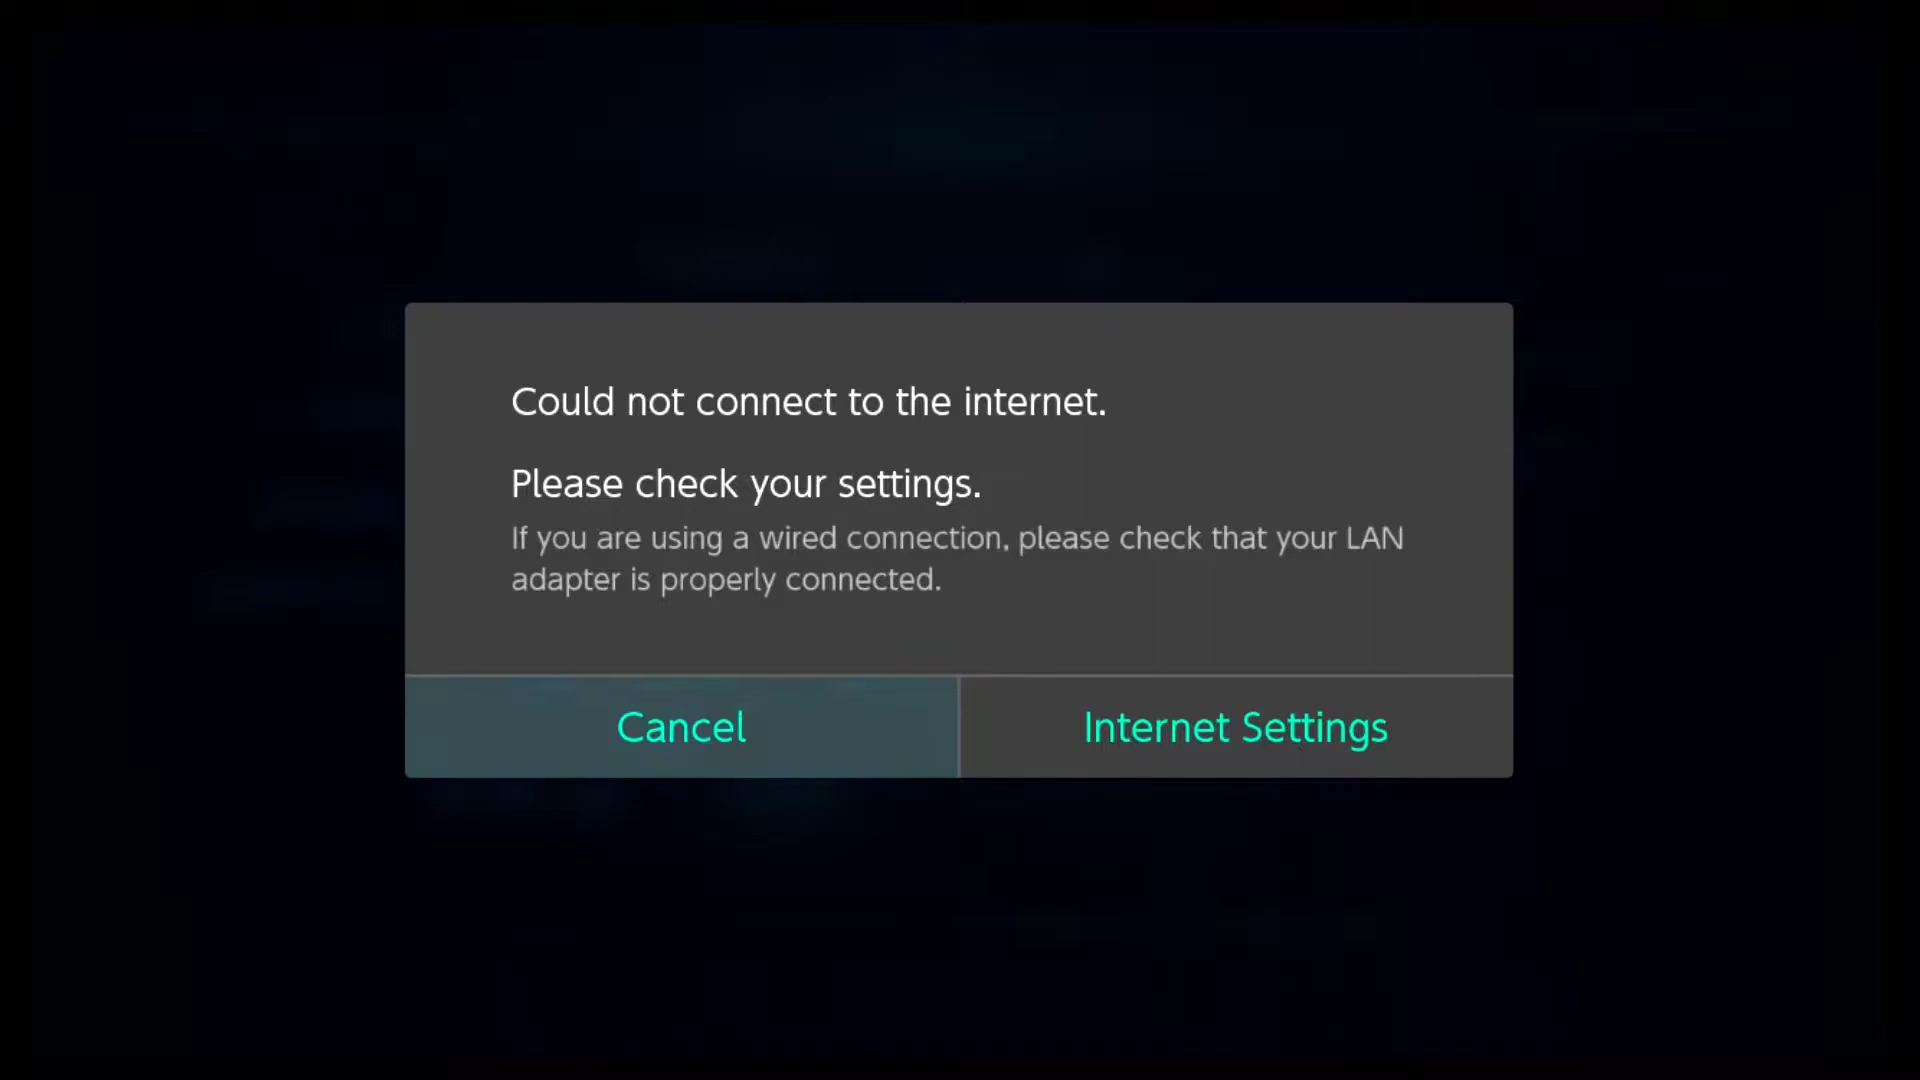 Could not connect to the internet.
Please check your settings.
If you are using a wired connection, please check that your LAN
adapter is properly connected.
Cancel
Internet Settings